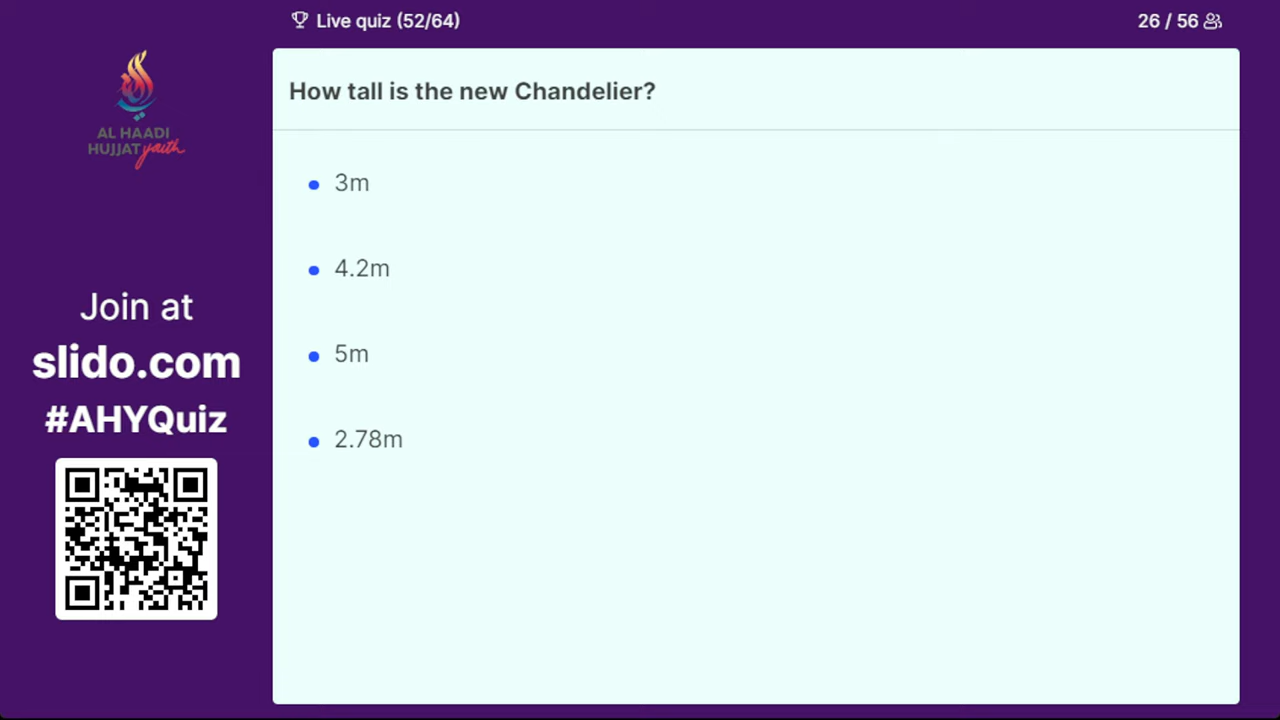 Live quiz (52/64)
26 / 56
AL HAADI
HUJJAT youth
How tall is the new Chandelier?
3m
4.2m
5m
2.78m
Join at
slido.com
#AHYQuiz